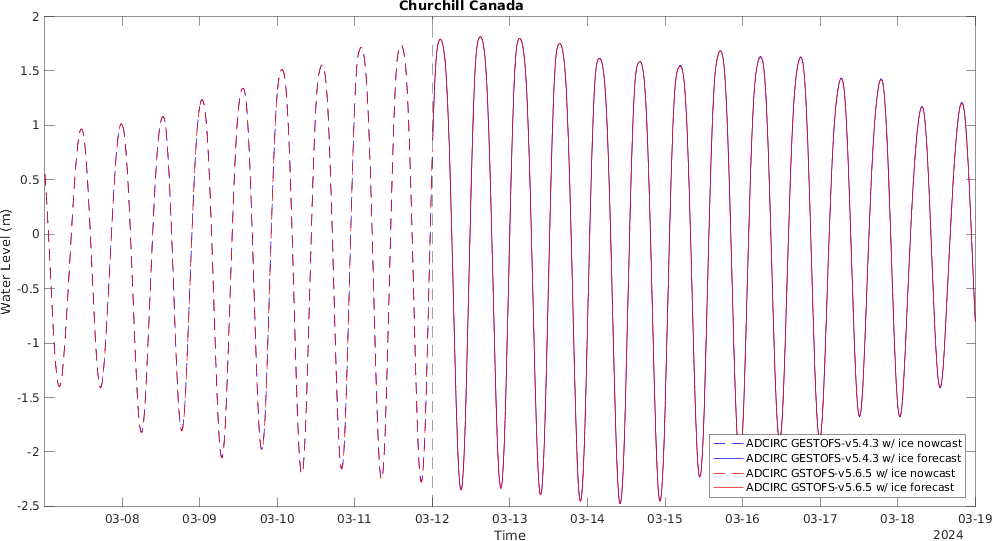 Churchill Canada
2
1.5
1
0.5
0
-0.5
-1
-1.5
-2
-2.5
Water Level (m)
ADCIRC GESTOFS-v5.4.3 w/ ice nowcast
ADCIRC GESTOFS-v5.4.3 w/ ice forecast
ADCIRC GSTOFS-v5.6.5 w/ ice nowcast
ADCIRC GSTOFS-v5.6.5 w/ ice forecast
03-08 03-09 03-10 03-11 03-12 03-13 03-14 03-15 03-16 03-17 03-18 03-19
Time
2024